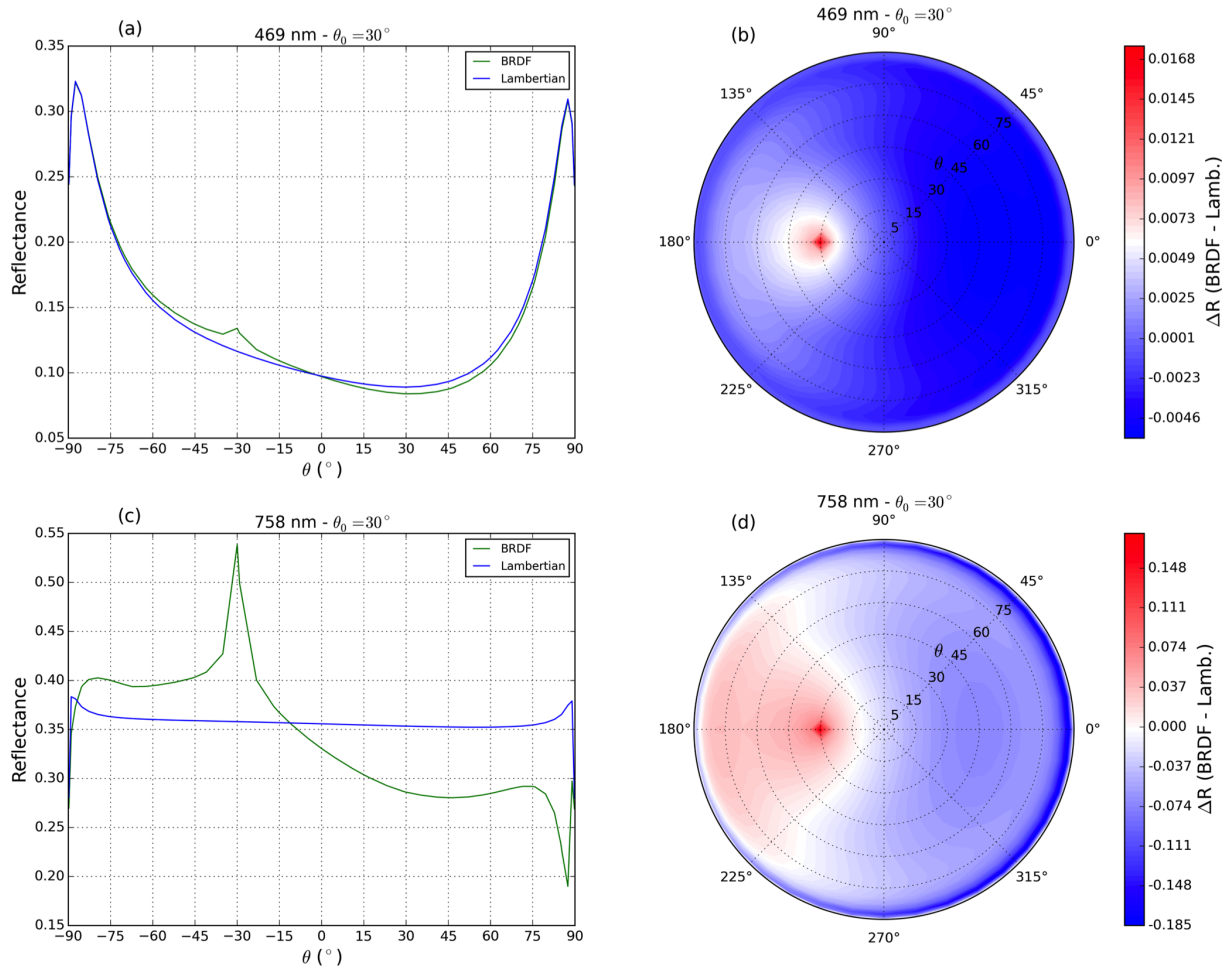 (a)
469 nm - θ₀ = 30°
0.35
0.30
0.25
0.20
0.15
0.10
0.05
Reflectance
BRDF
Lambertian
−90 −75 −60 −45 −30 −15 0 15 30 45 60 75 90
θ (°)
(b)
469 nm - θ₀ = 30°
90°
135°
45°
180°
0°
225°
315°
270°
75
60
θ 45
30
15
5
0.0168
0.0145
0.0121
0.0097
0.0073
0.0049
0.0025
0.0001
-0.0023
-0.0046
ΔR (BRDF - Lamb.)
(c)
758 nm - θ₀ = 30°
0.55
0.50
0.45
0.40
0.35
0.30
0.25
0.20
0.15
Reflectance
BRDF
Lambertian
−90 −75 −60 −45 −30 −15 0 15 30 45 60 75 90
θ (°)
(d)
758 nm - θ₀ = 30°
90°
135°
45°
180°
0°
225°
315°
270°
75
60
θ 45
30
15
5
0.148
0.111
0.074
0.037
0.000
-0.037
-0.074
-0.111
-0.148
-0.185
ΔR (BRDF - Lamb.)